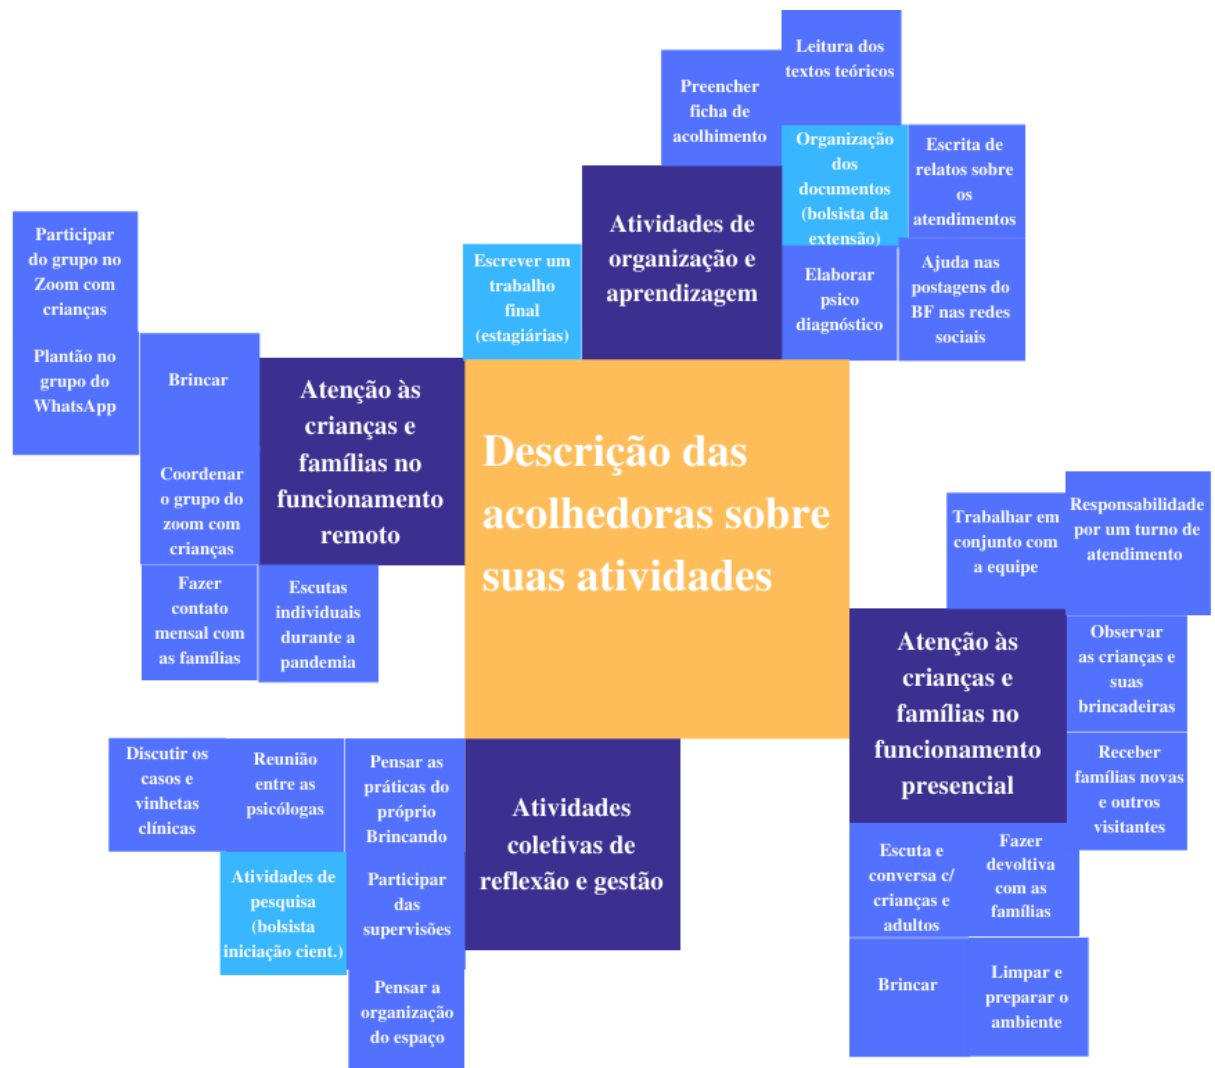 Leitura dos
textos teóricos
Preencher
ficha de
acolhimento
Organização
dos
documentos
(bolsista da
extensão)
Escrita de
relatos sobre
os
atendimentos
Atividades de
organização e
aprendizagem
Escrever um
trabalho
final
(estagiárias)
Elaborar
psico
diagnóstico
Ajuda nas
postagens do
BF nas redes
sociais
Participar
do grupo no
Zoom com
crianças
Plantão no
grupo do
WhatsApp
Brincar
Atenção às
crianças e
famílias no
funcionamento
remoto
Coordenar
o grupo do
zoom com
crianças
Fazer
contato
mensal com
as famílias
Escutas
individuais
durante a
pandemia
Descrição das
acolhedoras sobre
suas atividades
Trabalhar em
conjunto com
a equipe
Responsabilidade
por um turno de
atendimento
Atenção às
crianças e
famílias no
funcionamento
presencial
Observar
as crianças e
suas
brincadeiras
Receber
famílias novas
e outros
visitantes
Escuta e
conversa c/
crianças e
adultos
Fazer
devoltiva
com as
famílias
Brincar
Limpar e
preparar o
ambiente
Discutir os
casos e
vinhetas
clínicas
Reunião
entre as
psicólogas
Pensar as
práticas do
próprio
Brincando
Atividades
coletivas de
reflexão e gestão
Atividades de
pesquisa
(bolsista
iniciação cient.)
Participar
das
supervisões
Pensar a
organização
do espaço